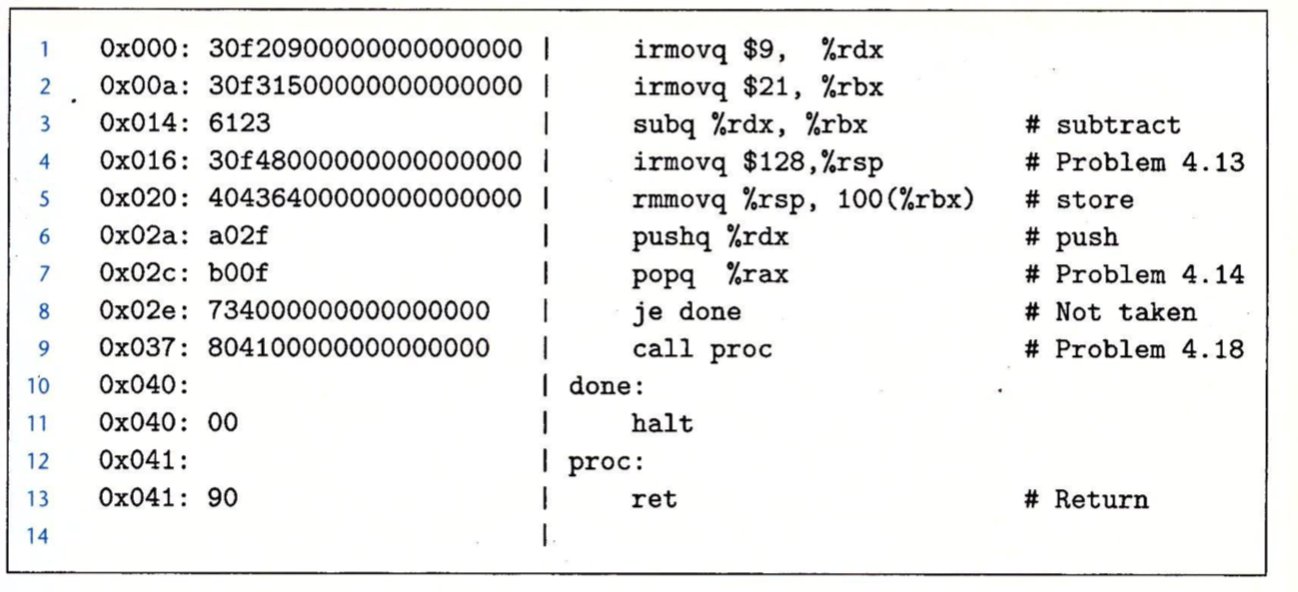 1 0x000: 30f20900000000000000 | irmovq $9, %rdx
2 0x00a: 30f31500000000000000 | irmovq $21, %rbx
3 0x014: 6123 | subq %rdx, %rbx # subtract
4 0x016: 30f48000000000000000 | irmovq $128,%rsp # Problem 4.13
5 0x020: 40436400000000000000 | rmmovq %rsp, 100(%rbx) # store
6 0x02a: a02f | pushq %rdx # push
7 0x02c: b00f | popq %rax # Problem 4.14
8 0x02e: 734000000000000000 | je done # Not taken
9 0x037: 804100000000000000 | call proc # Problem 4.18
10 0x040: | done:
11 0x040: 00 | halt
12 0x041: | proc:
13 0x041: 90 | ret # Return
14 |